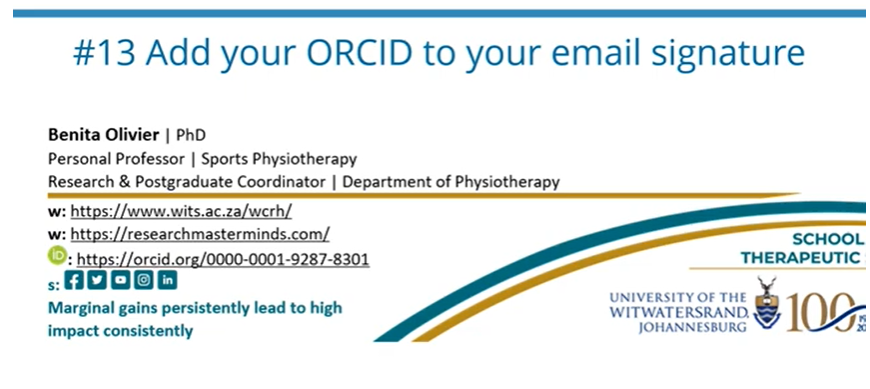 #13 Add your ORCID to your email signature
Benita Olivier | PhD
Personal Professor | Sports Physiotherapy
Research & Postgraduate Coordinator | Department of Physiotherapy
w: https://www.wits.ac.za/wcrh/
w: https://researchmasterminds.com/
iD: https://orcid.org/0000-0001-9287-8301
s: f in
Marginal gains persistently lead to high
impact consistently
SCHOOL
THERAPEUTIC
UNIVERSITY OF THE
WITWATERSRAND,
JOHANNESBURG
100